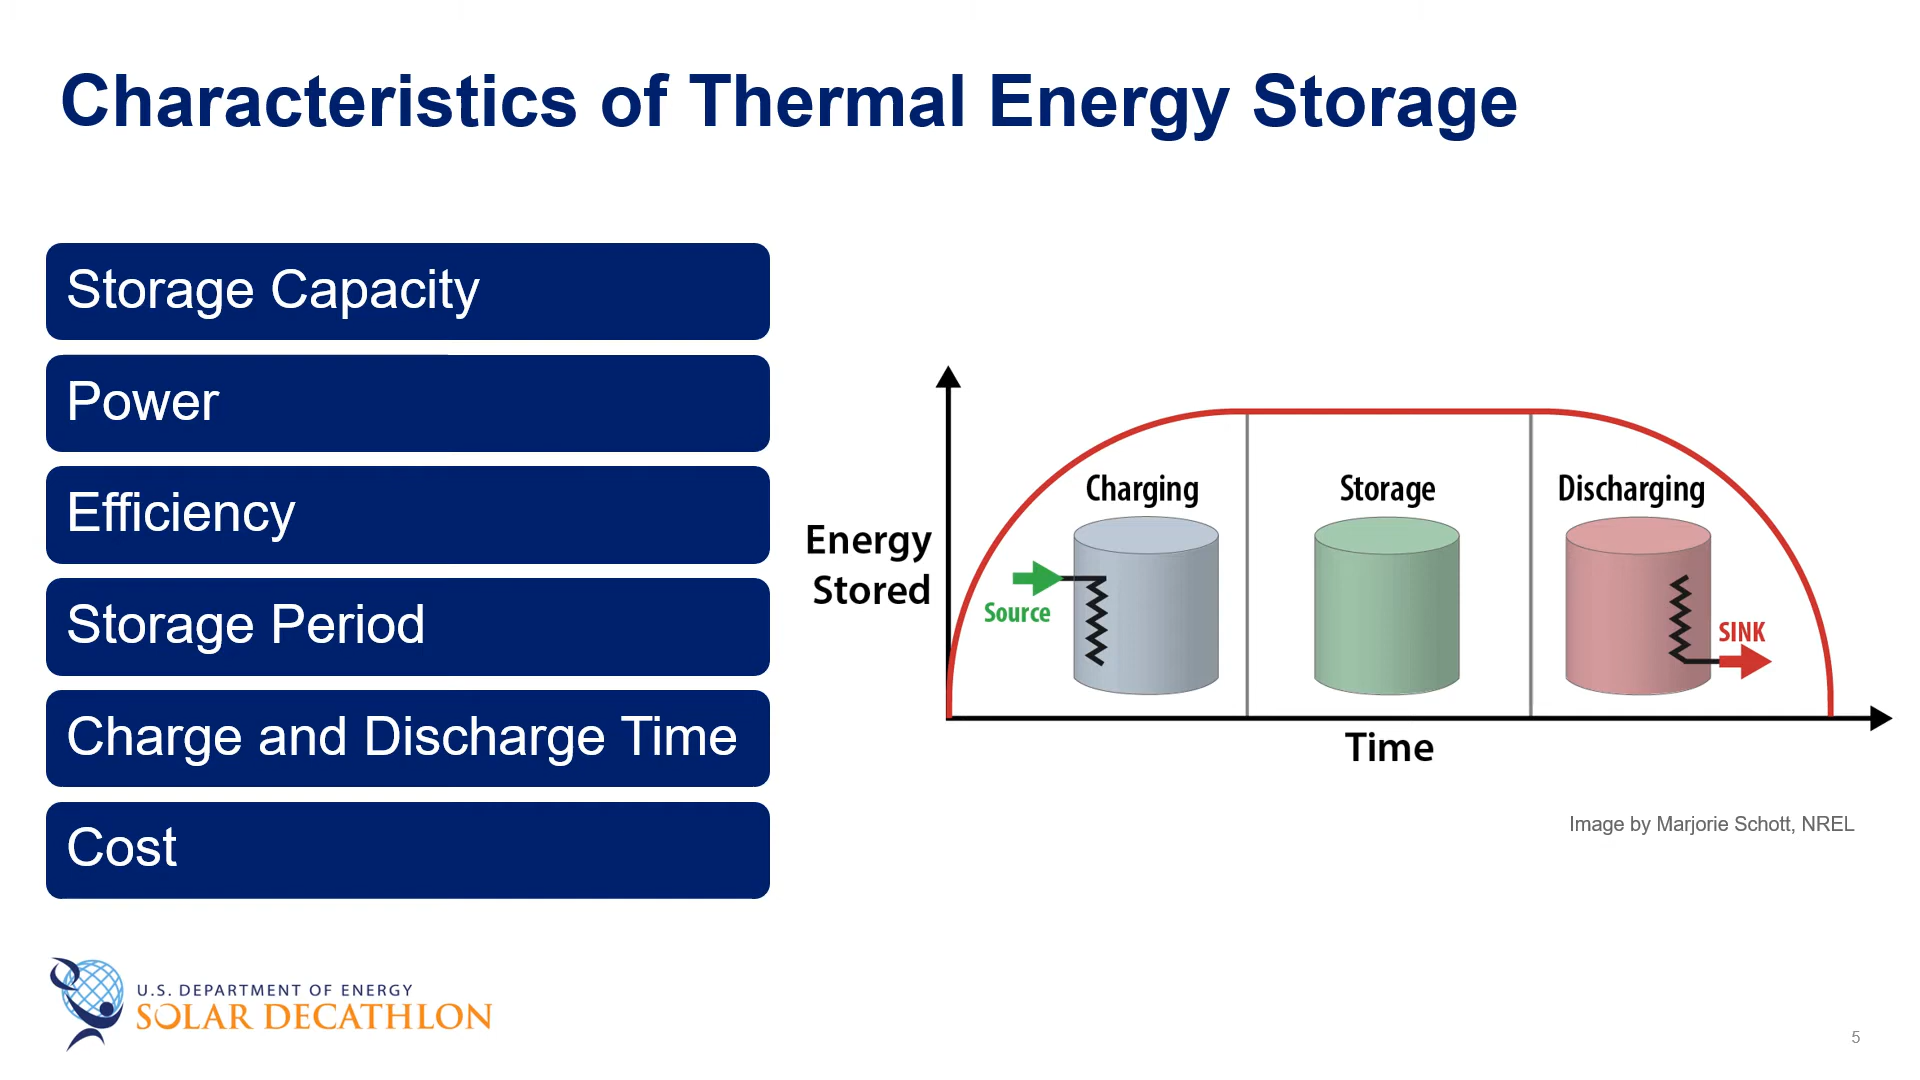 Characteristics of Thermal Energy Storage
Storage Capacity
Power
Efficiency
Storage Period
Charge and Discharge Time
Cost
Energy
Stored
Charging
Source
Storage
Discharging
SINK
Time
Image by Marjorie Schott, NREL
U.S. DEPARTMENT OF ENERGY
SOLAR DECATHLON
5